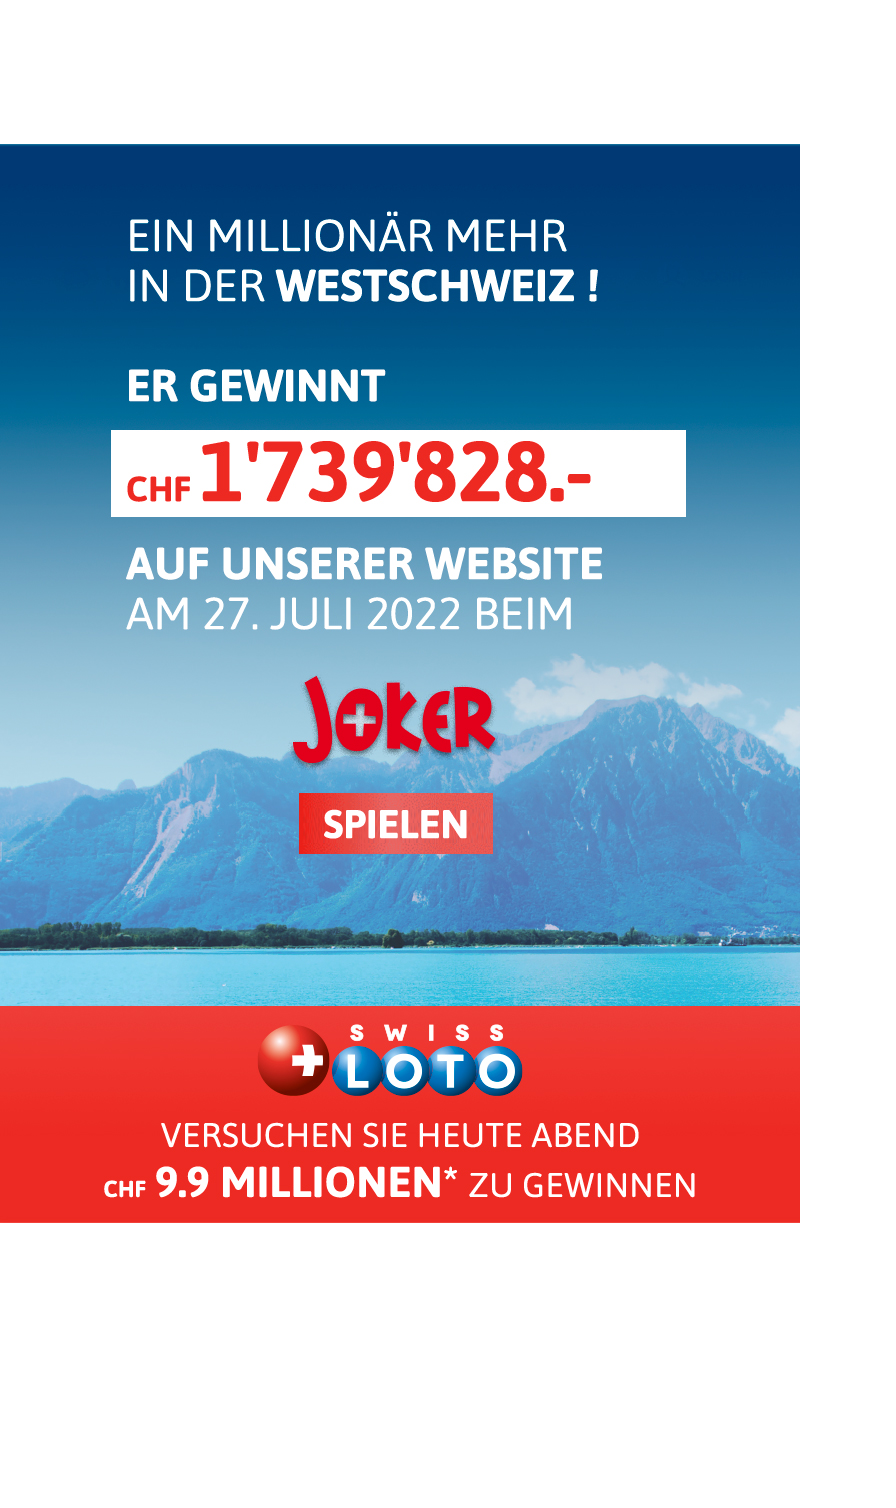 EIN MILLIONÄR MEHR
IN DER WESTSCHWEIZ !
ER GEWINNT
CHF 1'739'828.-
AUF UNSERER WEBSITE
AM 27. JULI 2022 BEIM
JOKER
SPIELEN
SWISS
LOTO
VERSUCHEN SIE HEUTE ABEND
CHF 9.9 MILLIONEN* ZU GEWINNEN